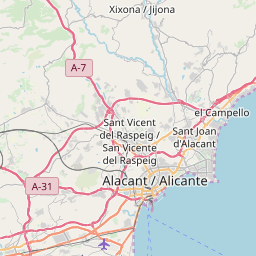 Xixona / Jijona
A-7
el Campello
Sant Vicent
del Raspeig /
San Vicente
del Raspeig
Sant Joan
d'Alacant
A-31
Alacant / Alicante